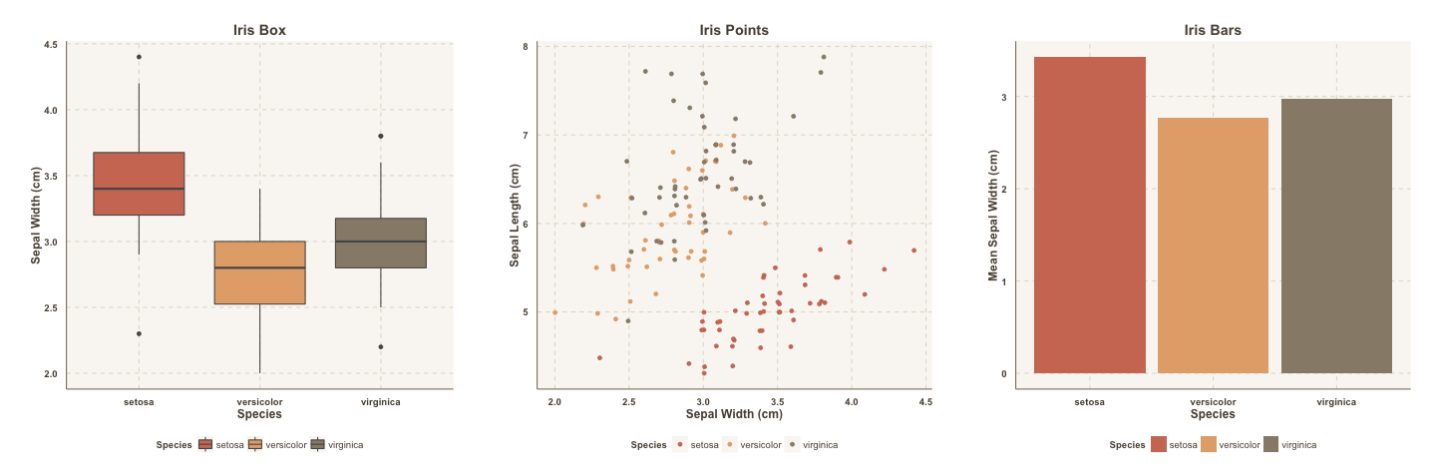 Iris Box
4.5
4.0
3.5
3.0
2.5
2.0
Sepal Width (cm)
setosa
versicolor
virginica
Species
Species setosa versicolor virginica
Iris Points
8
7
6
5
Sepal Length (cm)
2.0
2.5
3.0
3.5
4.0
4.5
Sepal Width (cm)
Species setosa versicolor virginica
Iris Bars
3
2
1
0
Mean Sepal Width (cm)
setosa
versicolor
virginica
Species
Species setosa versicolor virginica